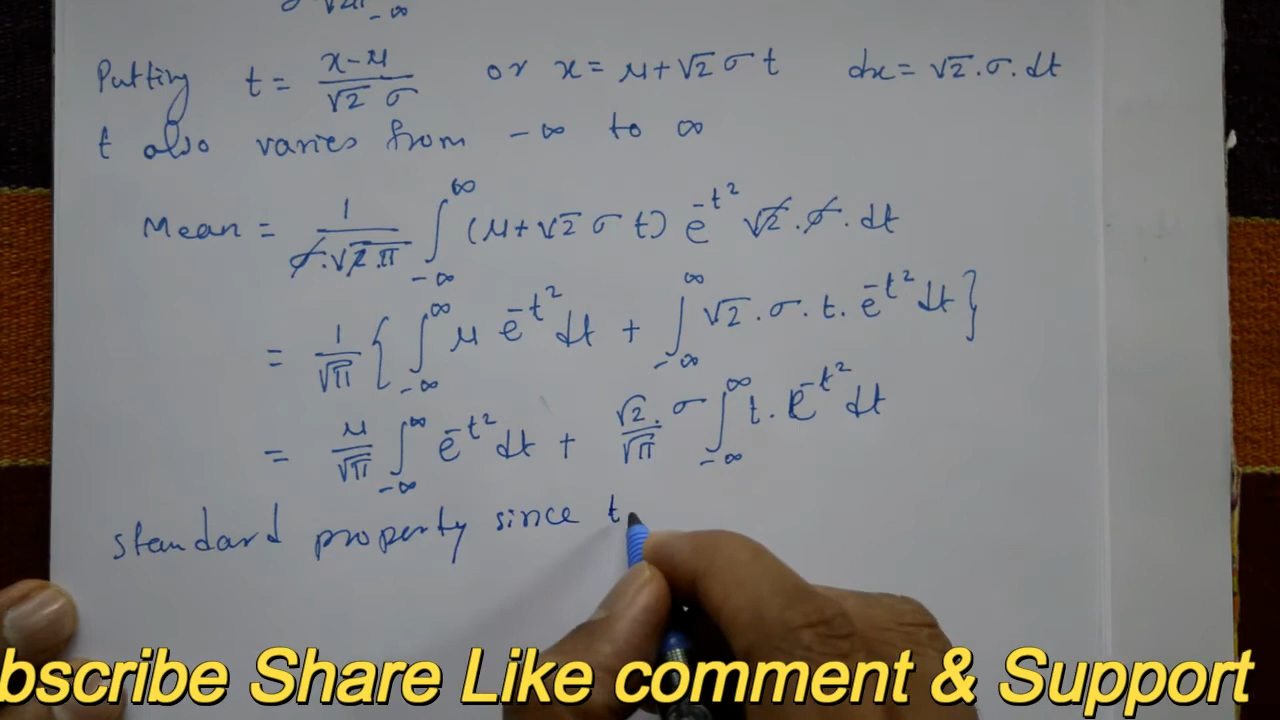 -∞
Putting t = x-μ / √2 σ or x = μ+√2 σ t dx = √2 . σ . dt
t also varies from -∞ to ∞
Mean = 1 / σ.√2.π ∫_{-∞}^{∞} (μ+√2 σ t) e^{-t²} √2 . σ . dt
= 1/√π { ∫_{-∞}^{∞} μ e^{-t²} dt + ∫_{-∞}^{∞} √2 . σ . t . e^{-t²} dt }
= μ/√π ∫_{-∞}^{∞} e^{-t²} dt + √2 . σ/√π ∫_{-∞}^{∞} t . e^{-t²} dt
standard property since t
bscribe Share Like comment & Support